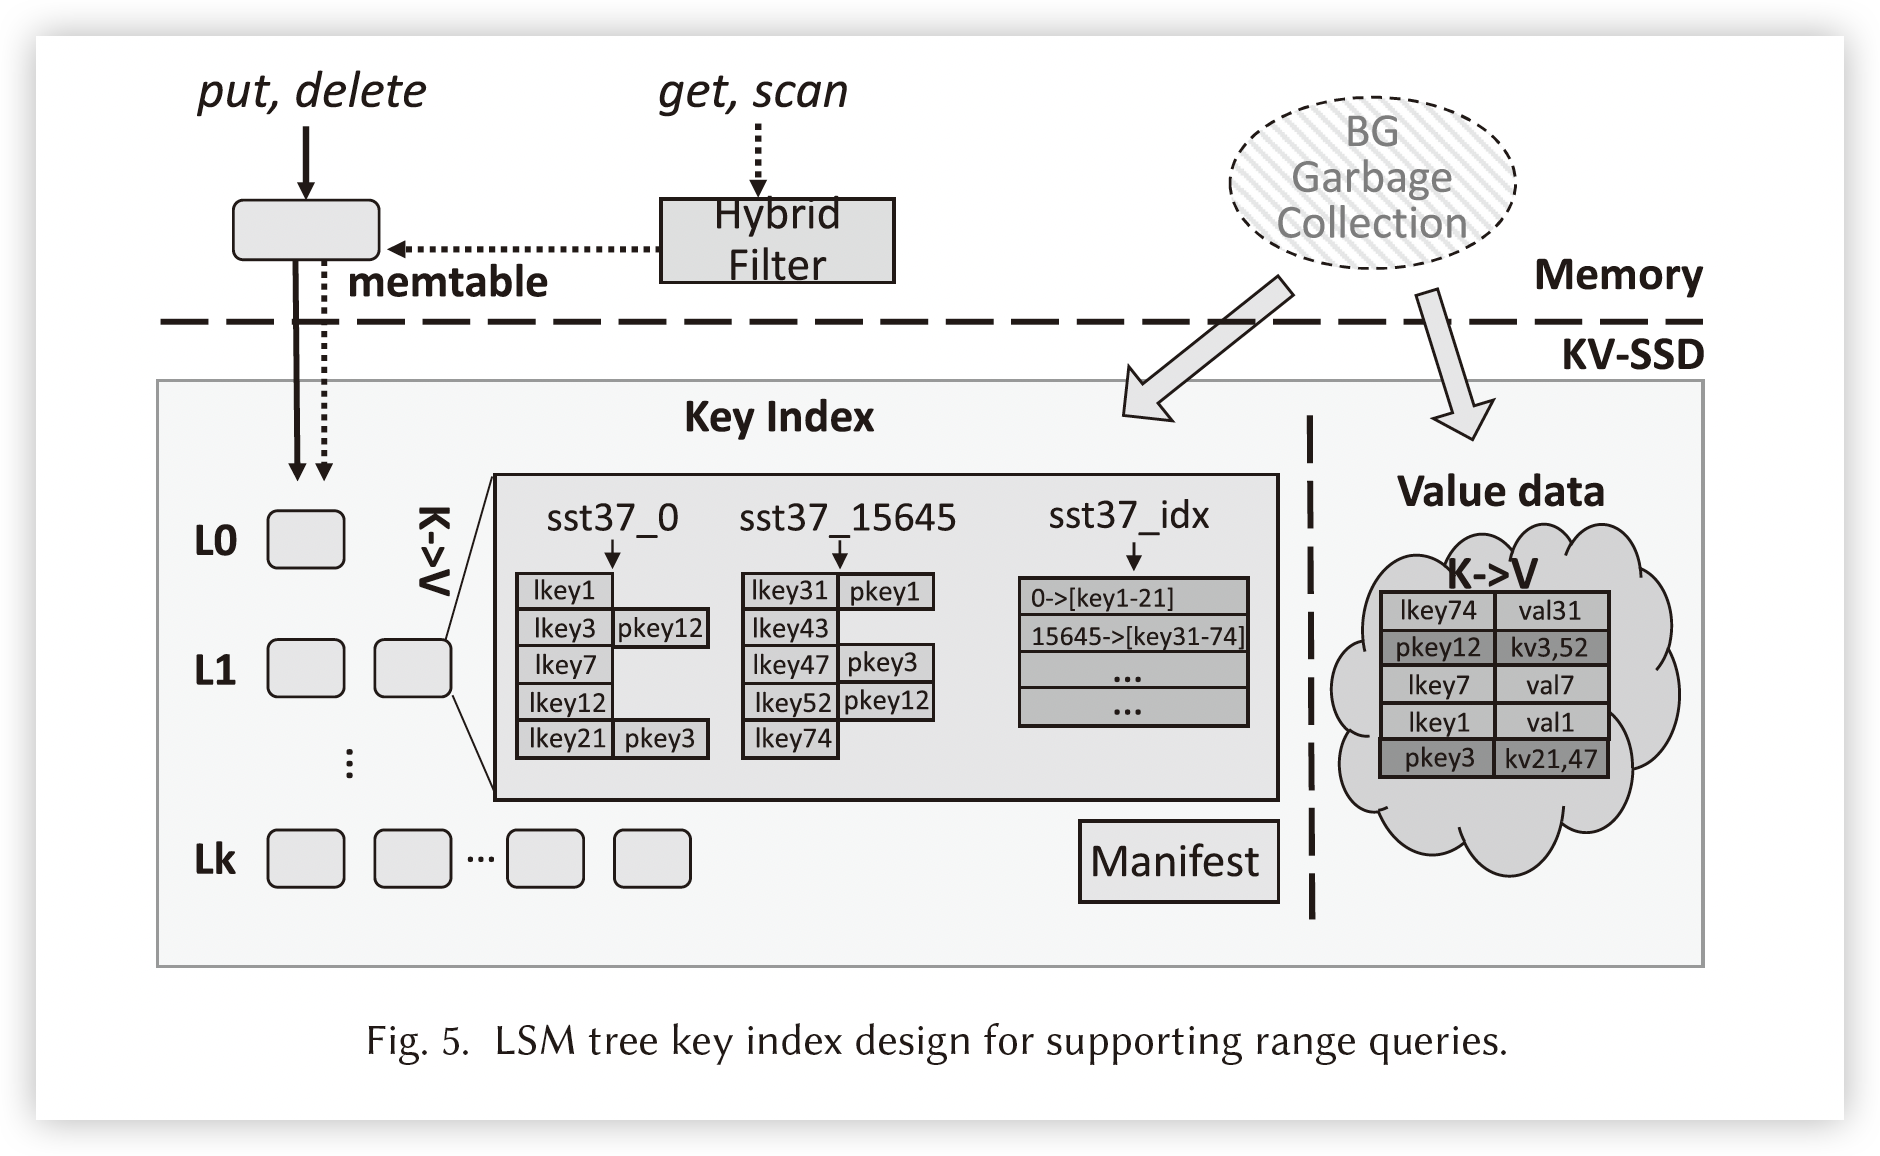 put, delete
get, scan
BG
Garbage
Collection
Hybrid
Filter
memtable
Memory
KV-SSD
Key Index
Value data
L0
L1
⋮
Lk
...
K->V
sst37_0
lkey1
lkey3 pkey12
lkey7
lkey12
lkey21 pkey3
sst37_15645
lkey31 pkey1
lkey43
lkey47 pkey3
lkey52 pkey12
lkey74
sst37_idx
0->[key1-21]
15645->[key31-74]
...
...
Manifest
K->V
lkey74 val31
pkey12 kv3,52
lkey7 val7
lkey1 val1
pkey3 kv21,47
Fig. 5. LSM tree key index design for supporting range queries.